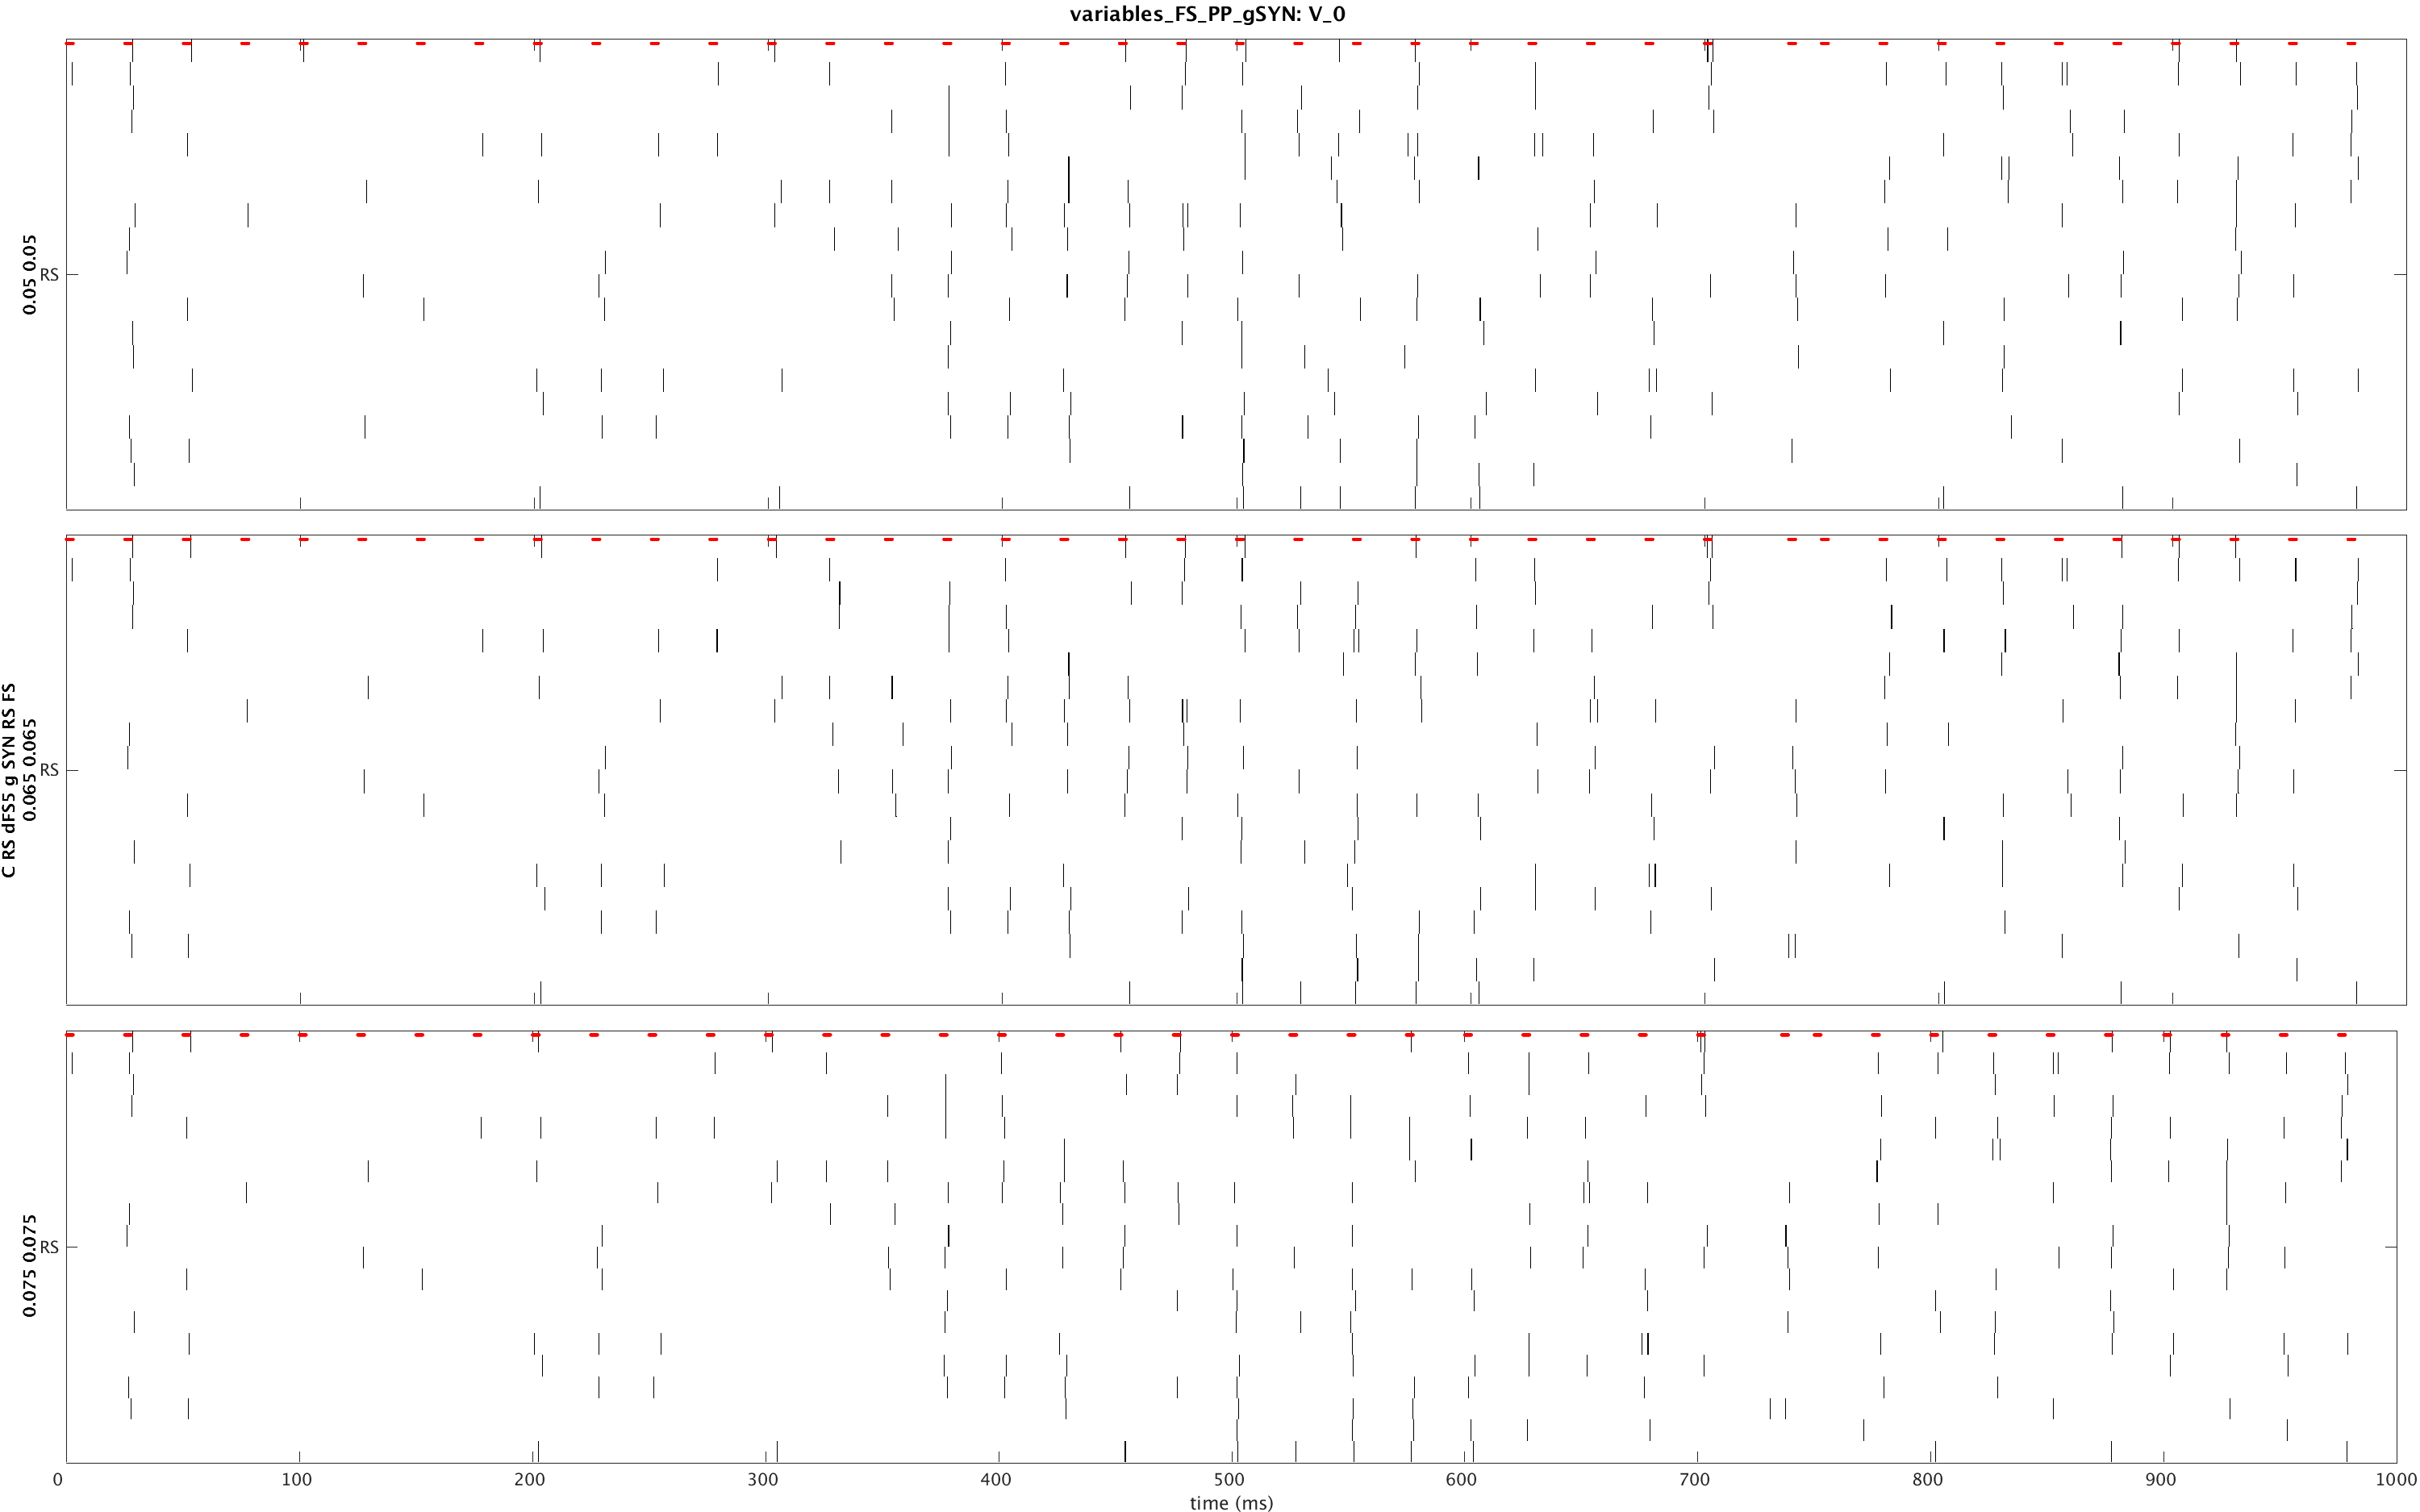 variables_FS_PP_gSYN: V_0
C RS dFS5 g SYN RS FS
0.05 0.05
RS
0.065 0.065
RS
0.075 0.075
RS
0 100 200 300 400 500 600 700 800 900 1000
time (ms)